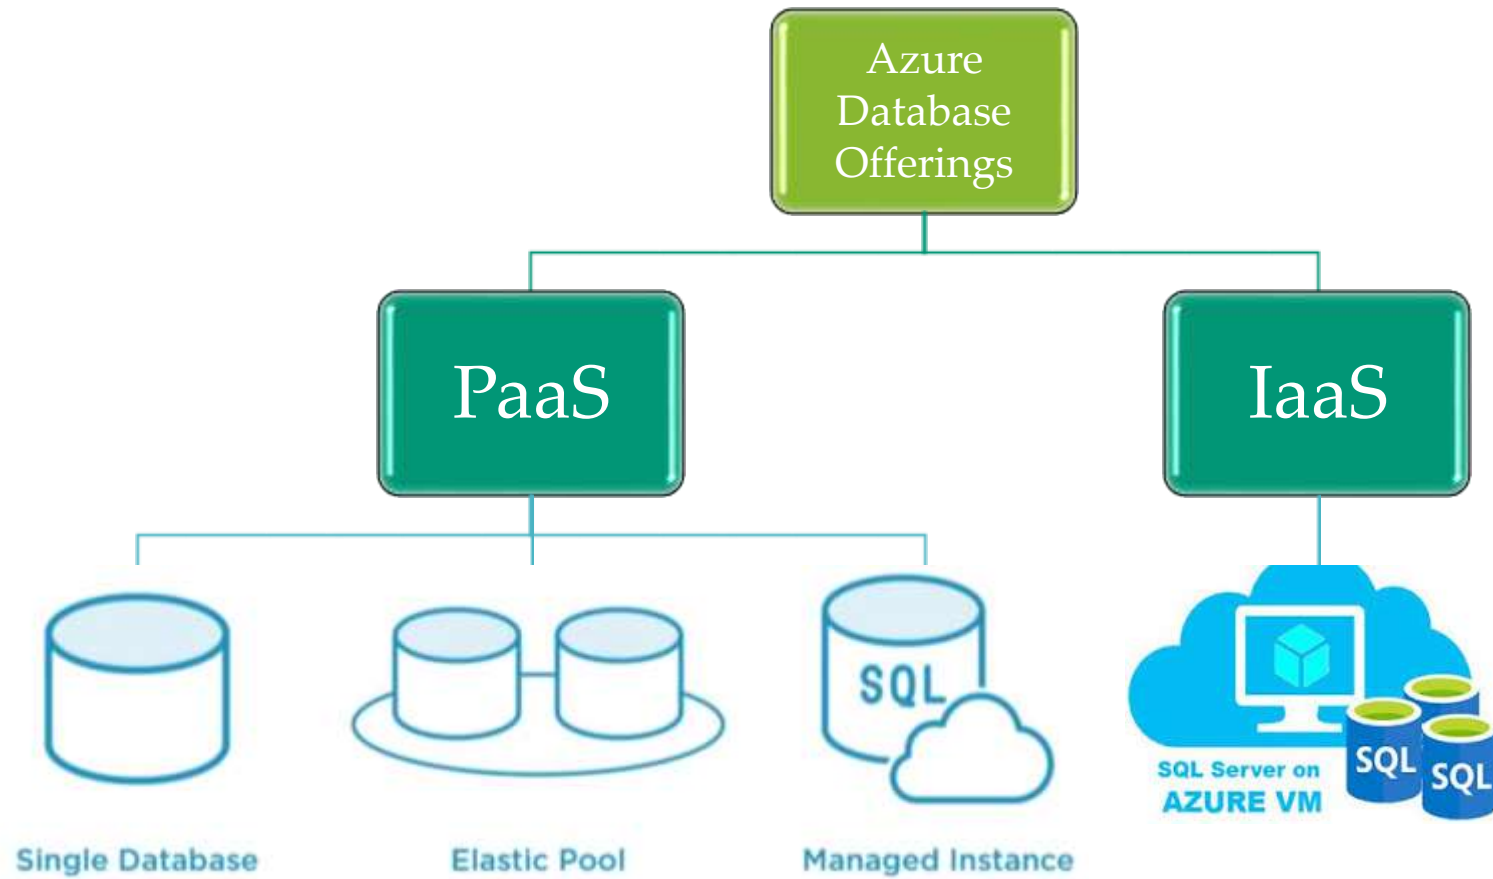 Azure
Database
Offerings
PaaS
IaaS
SQL
SQL Server on
AZURE VM
SQL
SQL
Single Database
Elastic Pool
Managed Instance